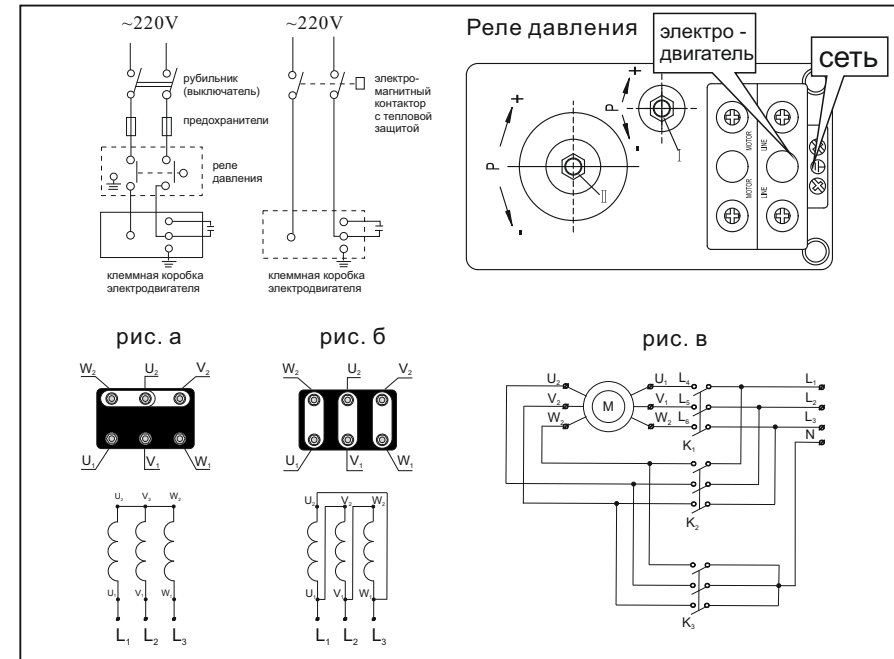 ~220V
~220V
рубильник
(выключатель)
предохранители
реле
давления
клеммная коробка
электродвигателя
электро-
магнитный
контактор
с тепловой
защитой
клеммная коробка
электродвигателя
Реле давления
электро -
двигатель
сеть
+
P
-
II
+
P
-
I
MOTOR
LINE
MOTOR
LINE
рис. а
W₂ U₂ V₂
U₁ V₁ W₁
U₂ V₂ W₂
U₁ V₁ W₁
L₁ L₂ L₃
рис. б
W₂ U₂ V₂
U₁ V₁ W₁
U₂ V₂ W₂
U₁ V₁ W₁
L₁ L₂ L₃
рис. в
U₂ U₁ L₄ L₁
V₂ M V₁ L₅ L₂
W₂ W₂ L₆ L₃
K₁ N
K₂
K₃